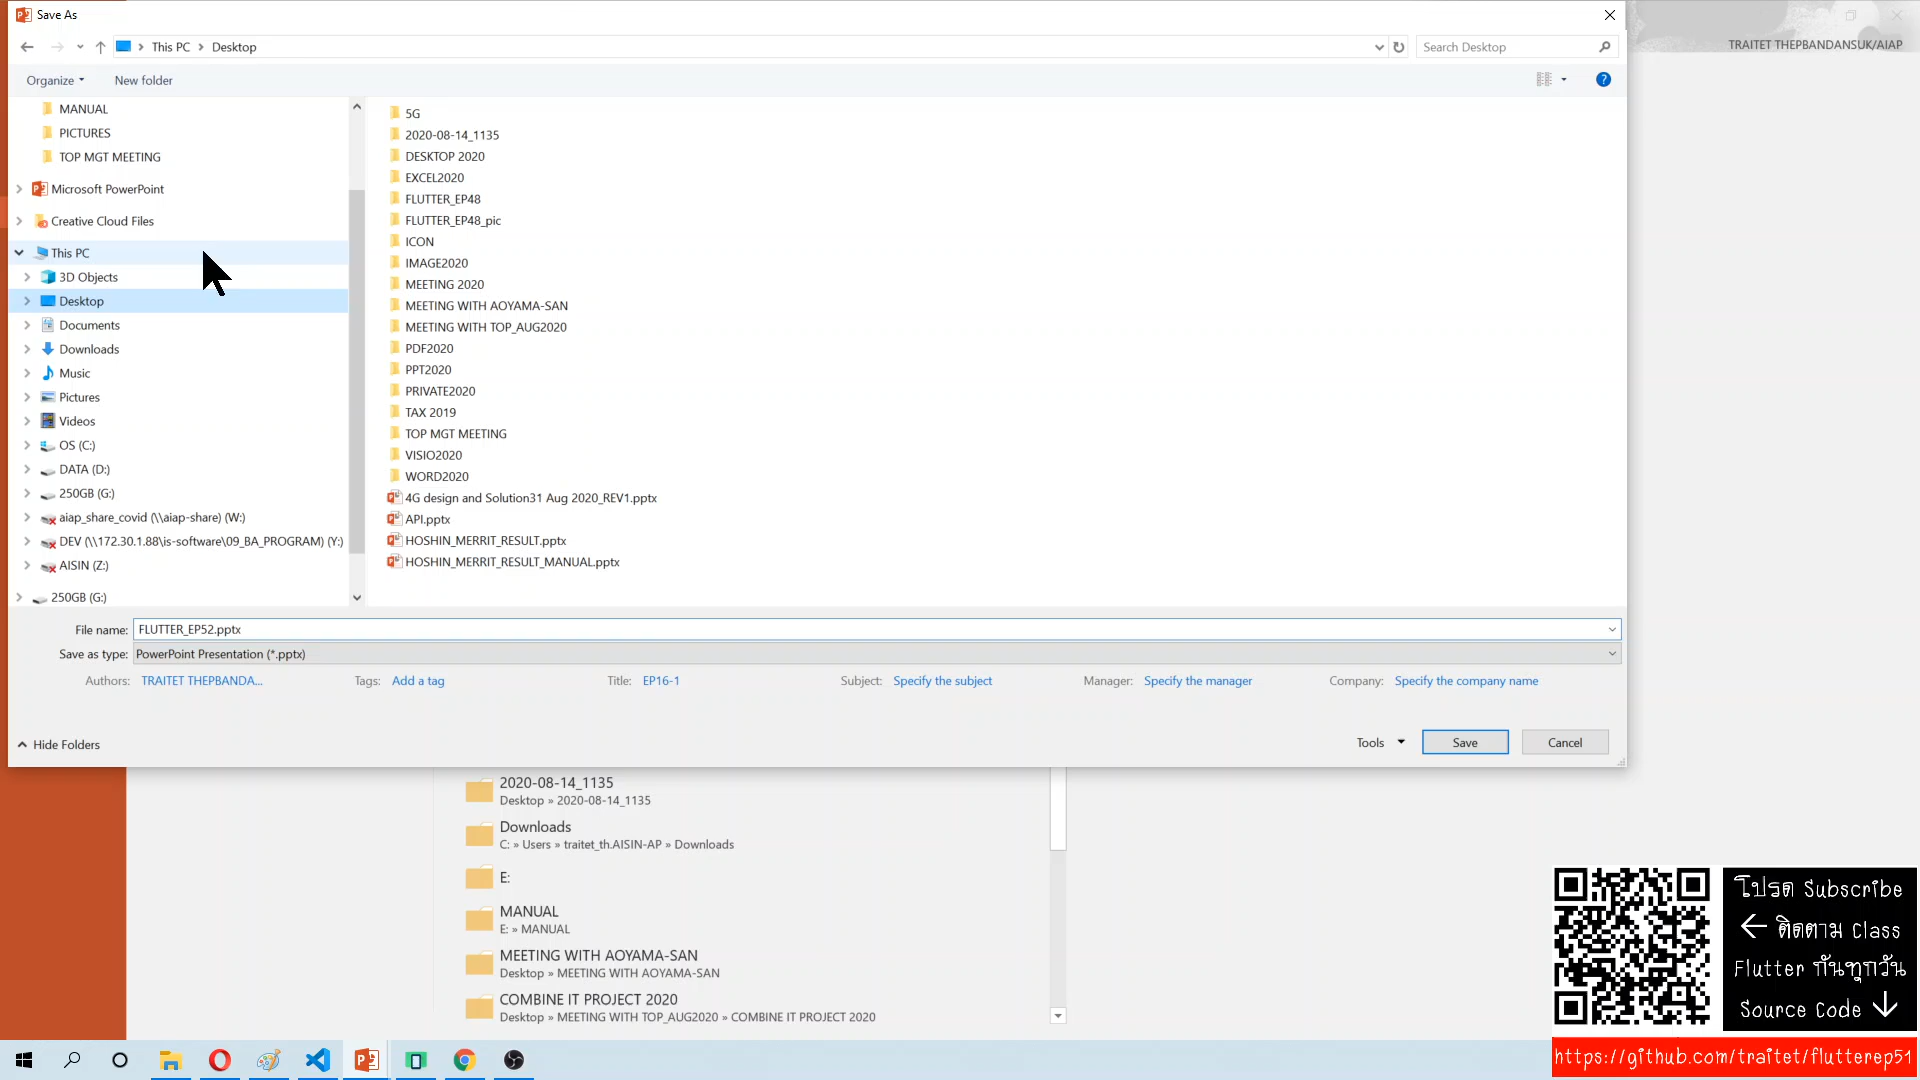 Save As
TRAITET THEPBANDANSUK/AIAP
This PC
Desktop
Search Desktop
Organize
New folder
MANUAL
PICTURES
TOP MGT MEETING
Microsoft PowerPoint
Creative Cloud Files
This PC
3D Objects
Desktop
Documents
Downloads
Music
Pictures
Videos
OS (C:)
DATA (D:)
250GB (G:)
aiap_share_covid (\\aiap-share) (W:)
DEV (\\172.30.1.88\is-software\09_BA_PROGRAM) (Y:)
AISIN (Z:)
250GB (G:)
5G
2020-08-14_1135
DESKTOP 2020
EXCEL2020
FLUTTER_EP48
FLUTTER_EP48_pic
ICON
IMAGE2020
MEETING 2020
MEETING WITH AOYAMA-SAN
MEETING WITH TOP_AUG2020
PDF2020
PPT2020
PRIVATE2020
TAX 2019
TOP MGT MEETING
VISIO2020
WORD2020
4G design and Solution31 Aug 2020_REV1.pptx
API.pptx
HOSHIN_MERRIT_RESULT.pptx
HOSHIN_MERRIT_RESULT_MANUAL.pptx
File name: FLUTTER_EP52.pptx
Save as type: PowerPoint Presentation (*.pptx)
Authors: TRAITET THEPBANDA... Tags: Add a tag Title: EP16-1 Subject: Specify the subject Manager: Specify the manager Company: Specify the company name
Hide Folders
Tools
Save
Cancel
2020-08-14_1135
Desktop » 2020-08-14_1135
Downloads
C: » Users » traitet_th.AISIN-AP » Downloads
E:
MANUAL
E: » MANUAL
MEETING WITH AOYAMA-SAN
Desktop » MEETING WITH AOYAMA-SAN
COMBINE IT PROJECT 2020
Desktop » MEETING WITH TOP_AUG2020 » COMBINE IT PROJECT 2020
โปรด Subscribe
← ติดตาม Class
Flutter กันทุกวัน
Source Code ↓
https://github.com/traitet/flutterep51